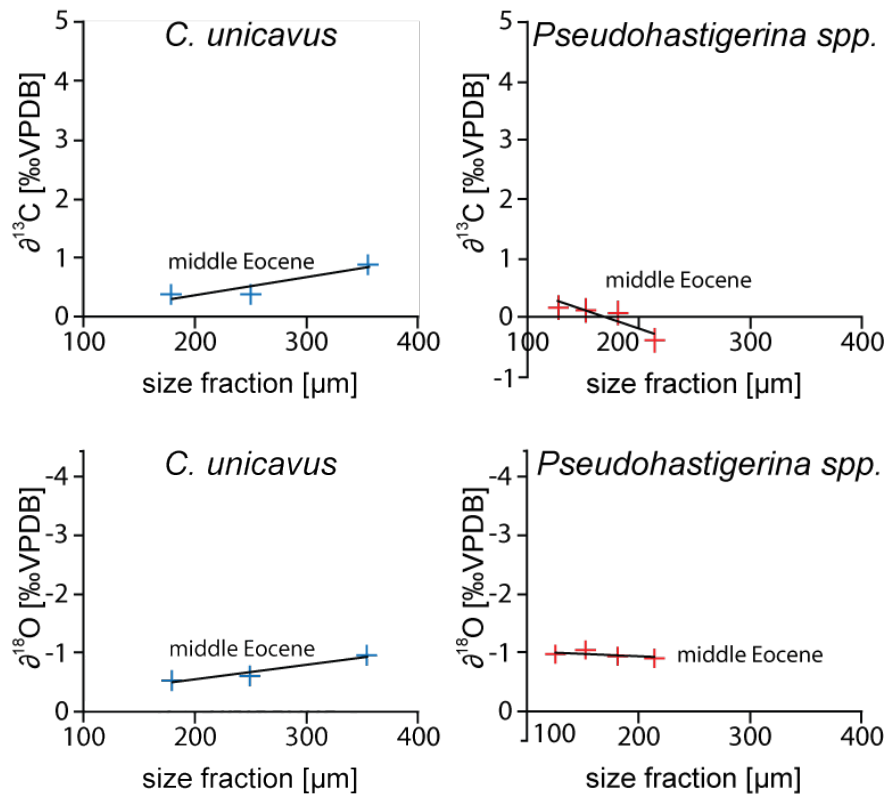 C. unicavus
∂¹³C [‰VPDB]
5
4
3
2
1
0
middle Eocene
100 200 300 400
size fraction [µm]
Pseudohastigerina spp.
∂¹³C [‰VPDB]
5
4
3
2
1
0
-1
middle Eocene
100 200 300 400
size fraction [µm]
C. unicavus
∂¹⁸O [‰VPDB]
-4
-3
-2
-1
0
middle Eocene
100 200 300 400
size fraction [µm]
Pseudohastigerina spp.
∂¹⁸O [‰VPDB]
-4
-3
-2
-1
0
middle Eocene
100 200 300 400
size fraction [µm]